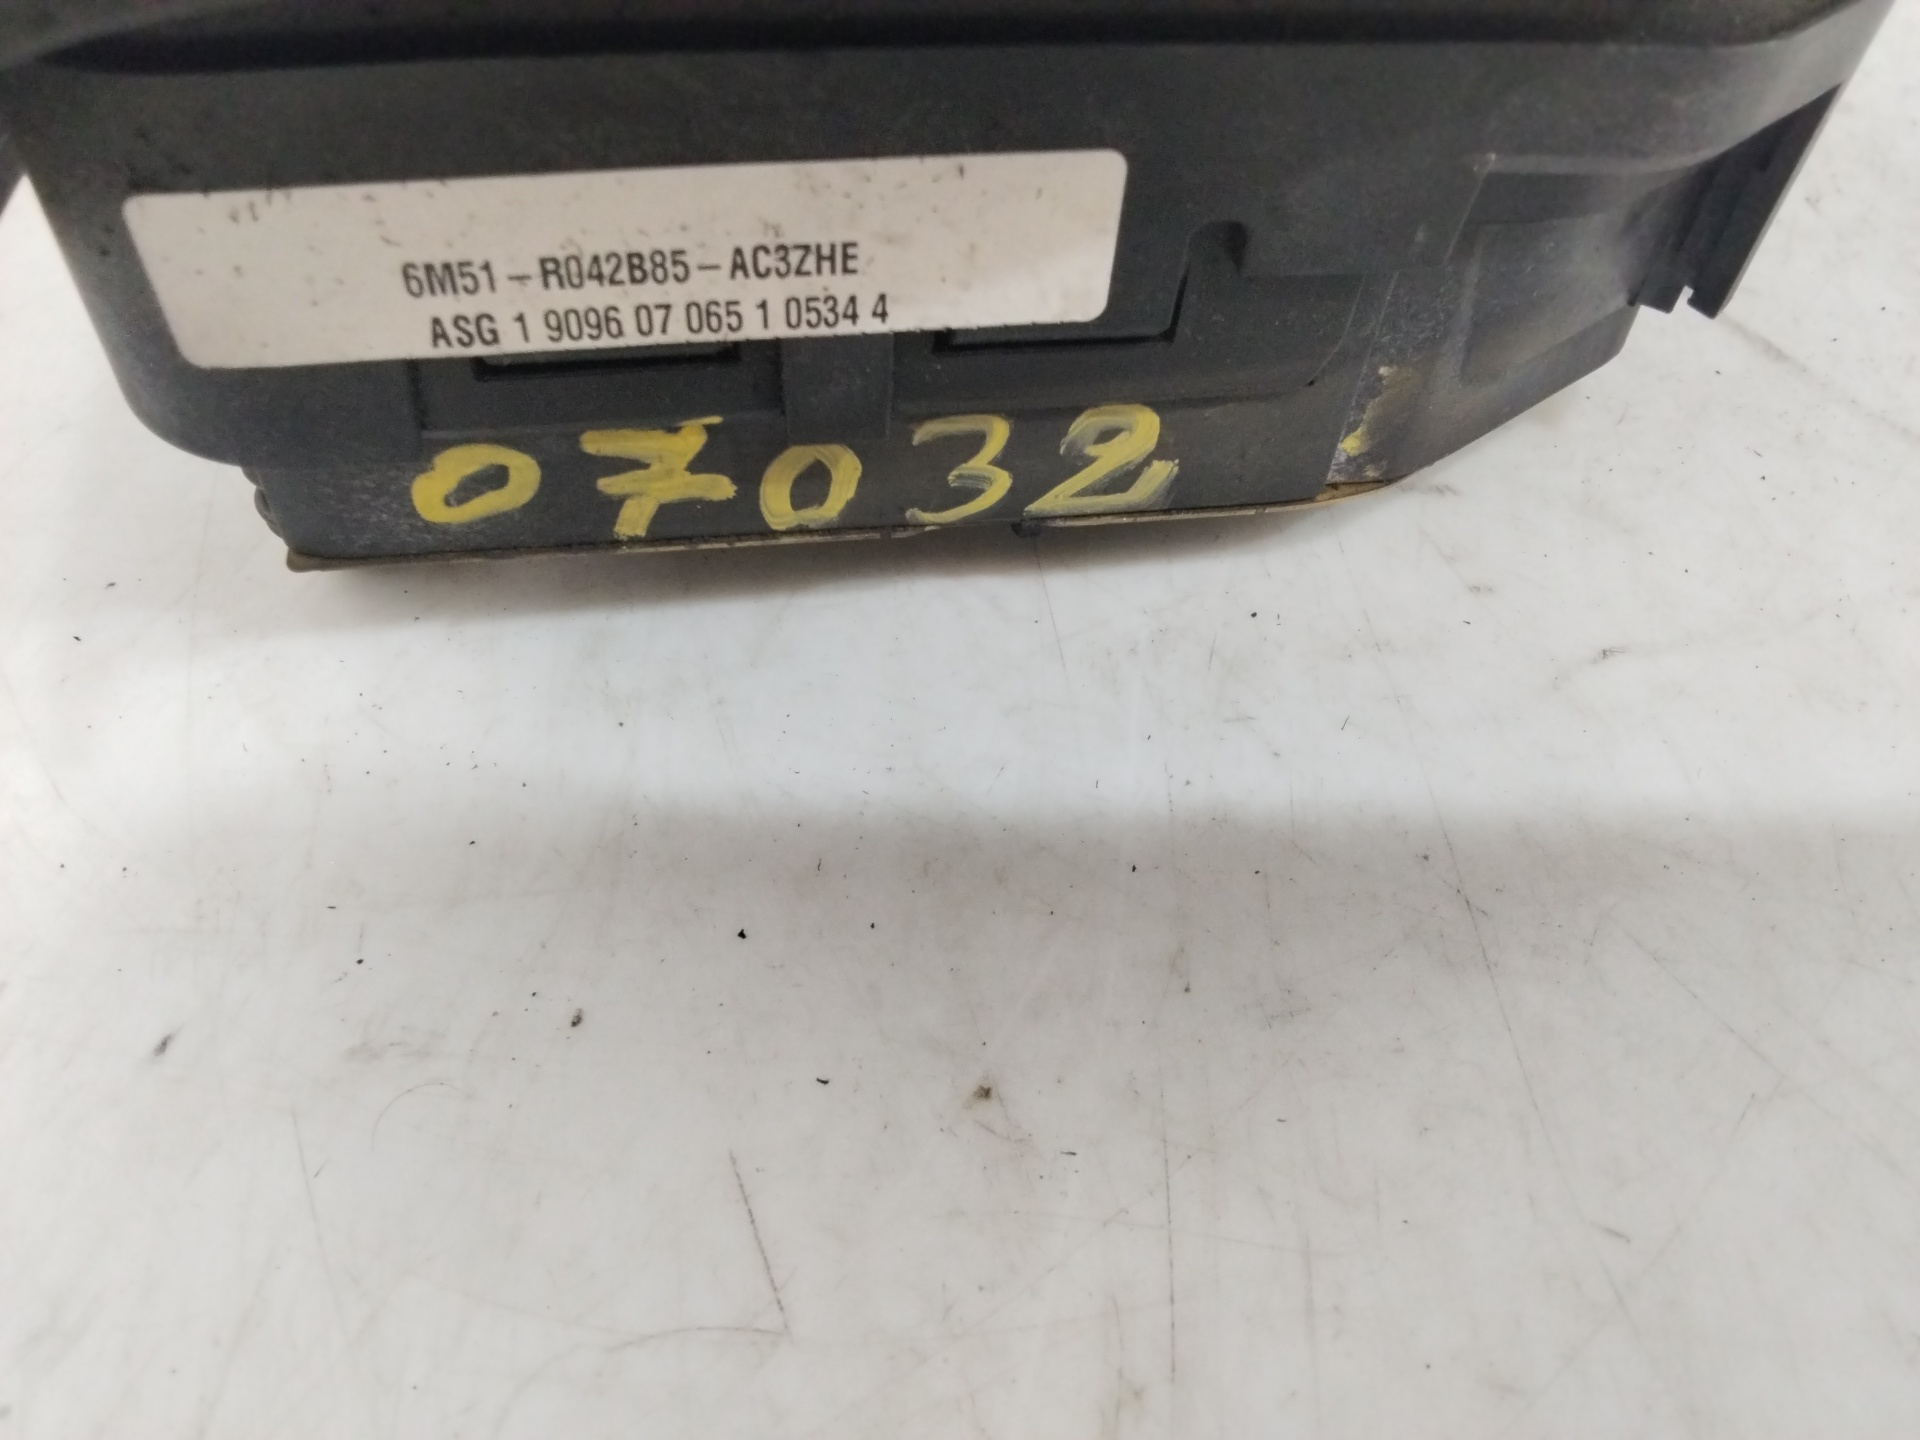 6M51-R042B85-AC3ZHE
ASG 1 9096 07 065 1 0534 4
07032